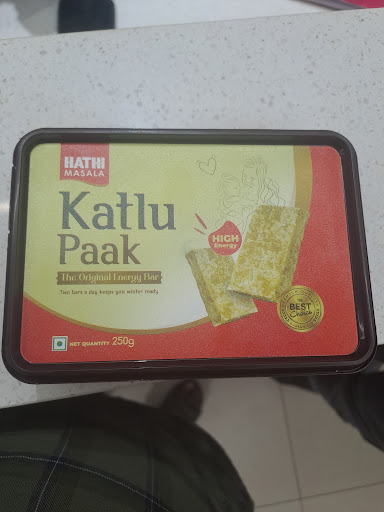 HATHI
MASALA
Katlu
Paak
The Original Energy Bar
Two bars a day keeps you winter ready
HIGH
Energy
BEST
Choice
NET QUANTITY 250g